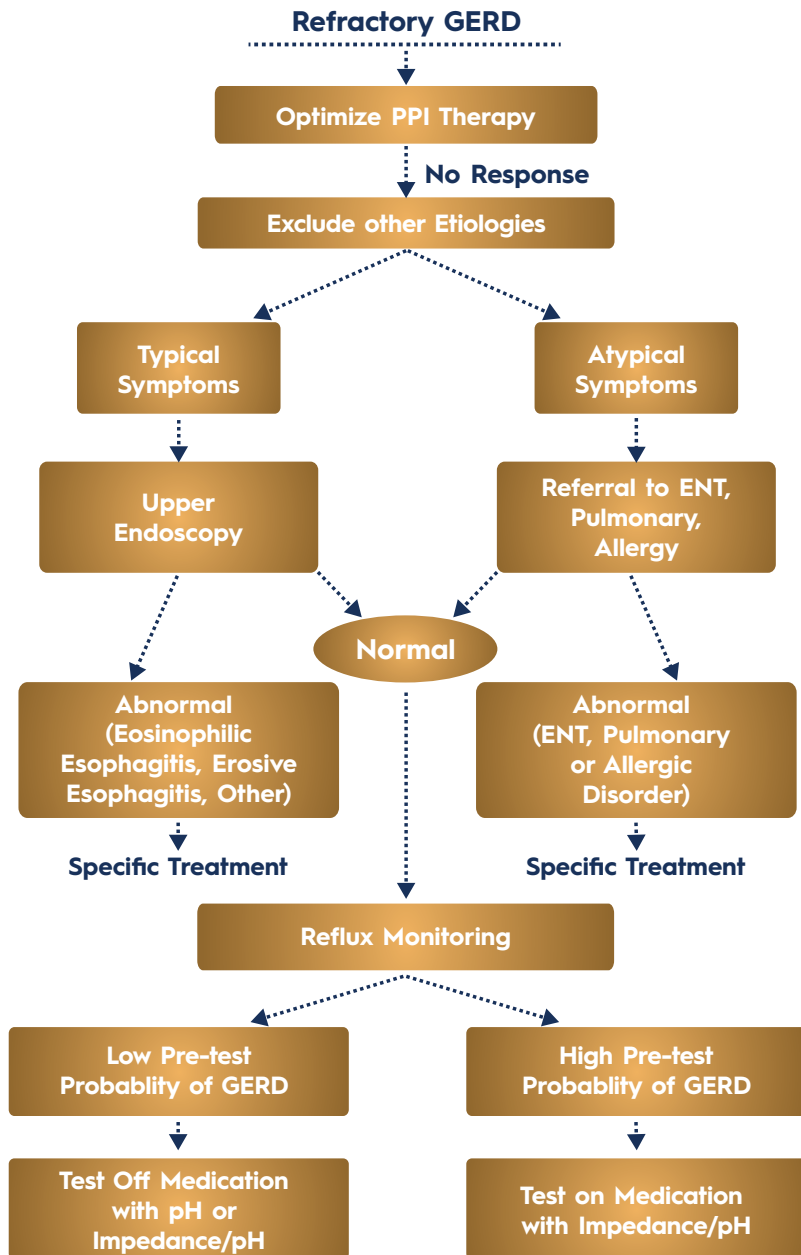 Refractory GERD
Optimize PPI Therapy
No Response
Exclude other Etiologies
Typical
Symptoms
Atypical
Symptoms
Upper
Endoscopy
Referral to ENT,
Pulmonary,
Allergy
Normal
Abnormal
(Eosinophilic
Esophagitis, Erosive
Esophagitis, Other)
Abnormal
(ENT, Pulmonary
or Allergic
Disorder)
Specific Treatment
Specific Treatment
Reflux Monitoring
Low Pre-test
Probablity of GERD
High Pre-test
Probablity of GERD
Test Off Medication
with pH or
Impedance/pH
Test on Medication
with Impedance/pH